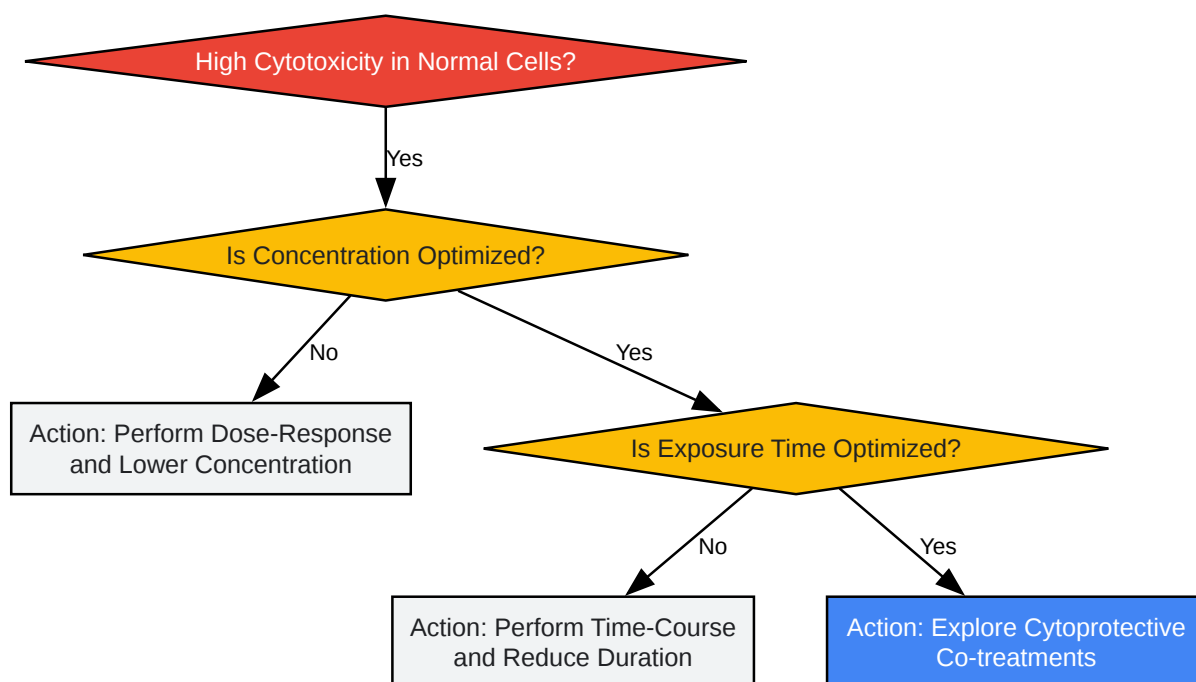 High Cytotoxicity in Normal Cells?
Yes
Is Concentration Optimized?
No
Yes
Action: Perform Dose-Response
and Lower Concentration
Is Exposure Time Optimized?
No
Yes
Action: Perform Time-Course
and Reduce Duration
Action: Explore Cytoprotective
Co-treatments